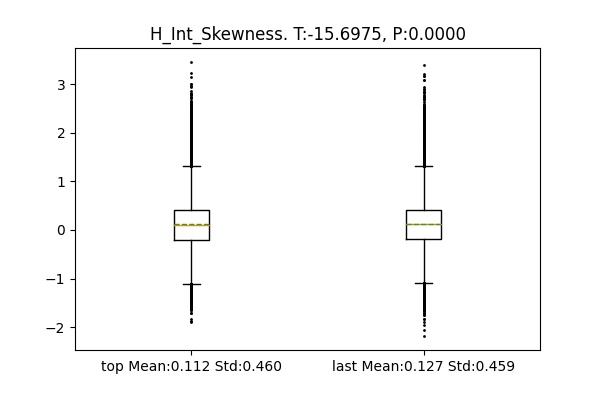 H_Int_Skewness. T:-15.6975, P:0.0000
3
2
1
0
−1
−2
top Mean:0.112 Std:0.460
last Mean:0.127 Std:0.459